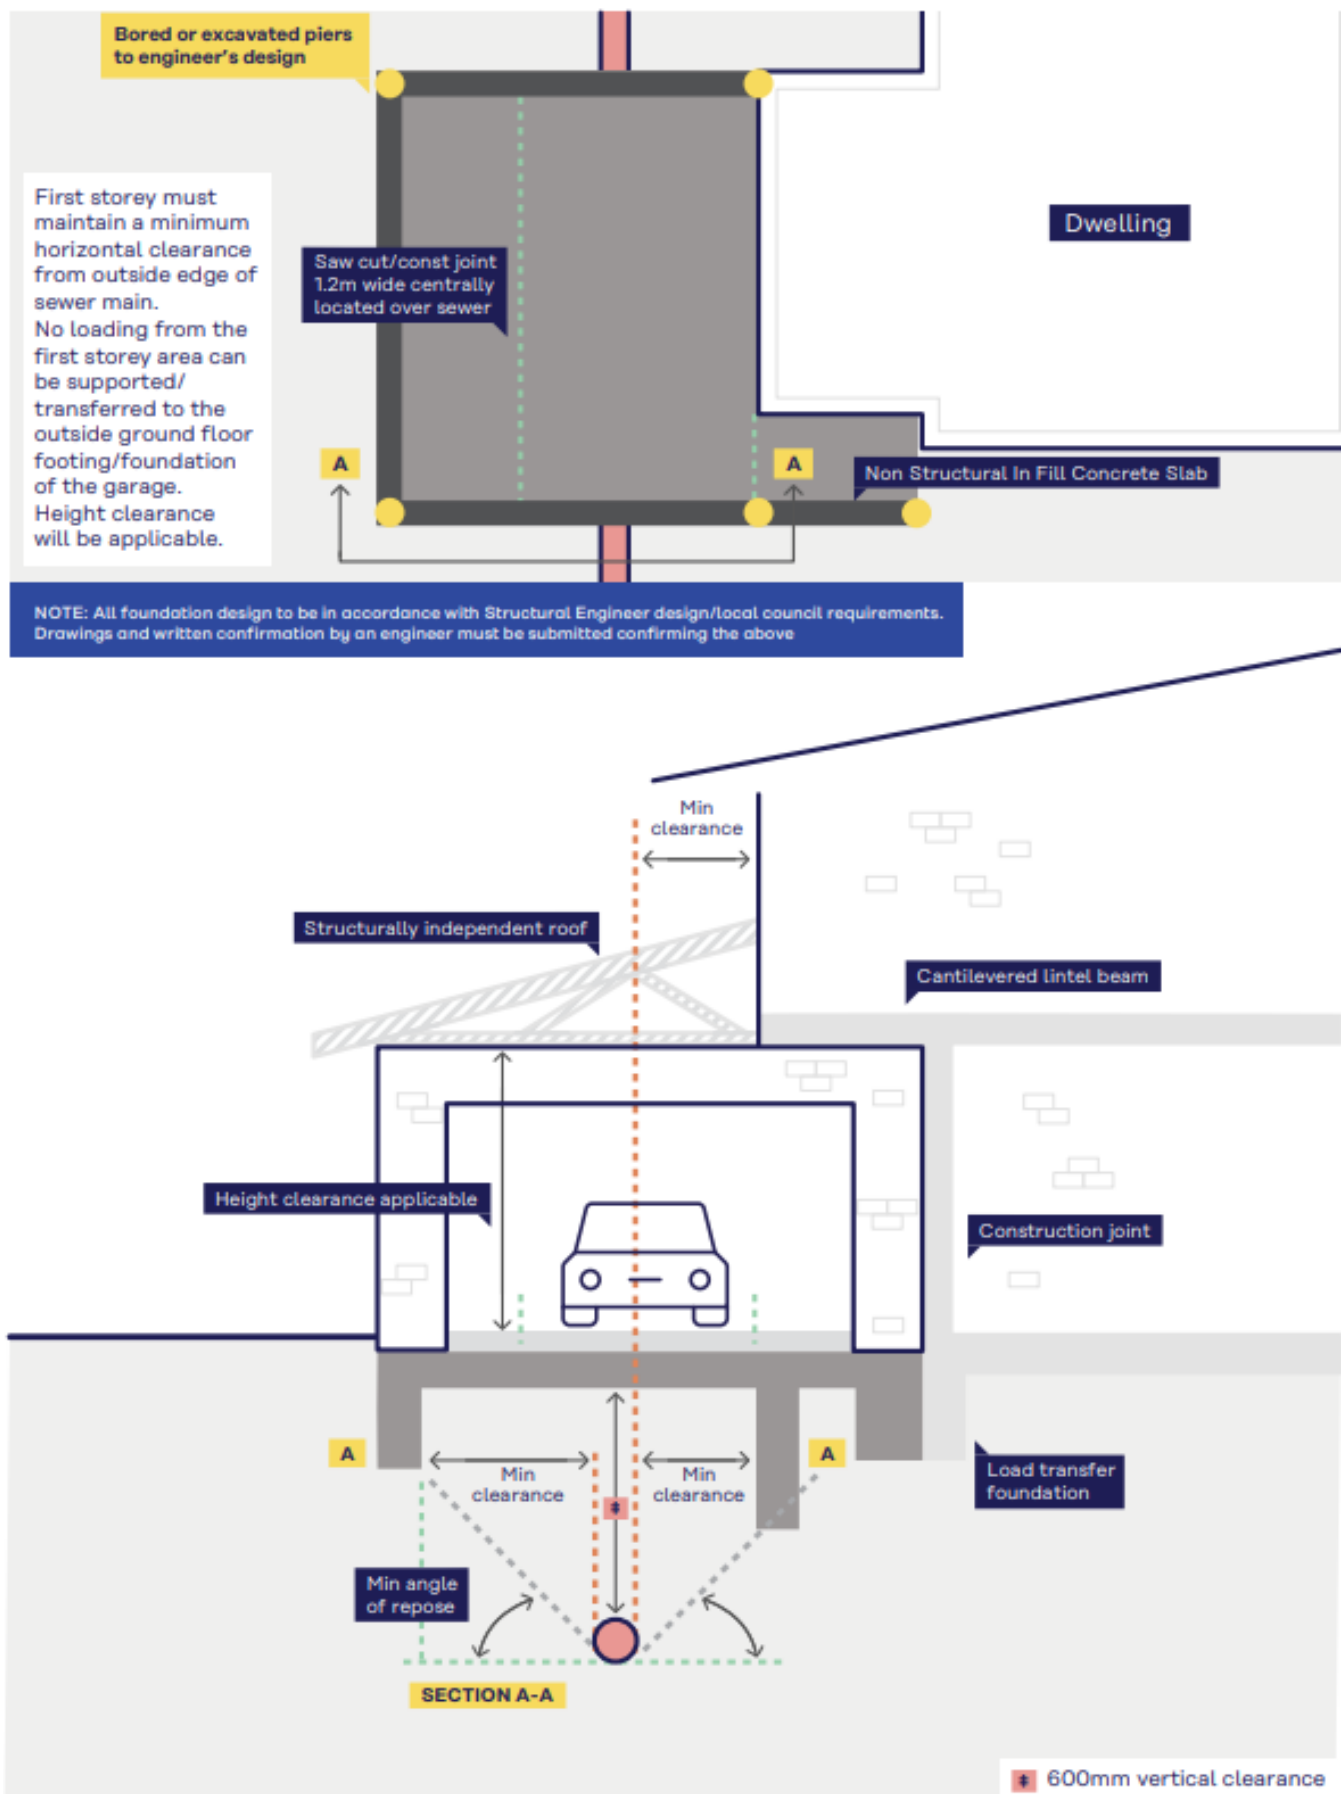 Bored or excavated piers
to engineer's design
First storey must
maintain a minimum
horizontal clearance
from outside edge of
sewer main.
No loading from the
first storey area can
be supported/
transferred to the
outside ground floor
footing/foundation
of the garage.
Height clearance
will be applicable.
Dwelling
Saw cut/const joint
1.2m wide centrally
located over sewer
A
A
Non Structural In Fill Concrete Slab
NOTE: All foundation design to be in accordance with Structural Engineer design/local council requirements.
Drawings and written confirmation by an engineer must be submitted confirming the above
Min
clearance
Structurally independent roof
Cantilevered lintel beam
Height clearance applicable
Construction joint
A
A
Min
clearance
Min
clearance
Load transfer
foundation
‡
Min angle
of repose
SECTION A-A
‡ 600mm vertical clearance